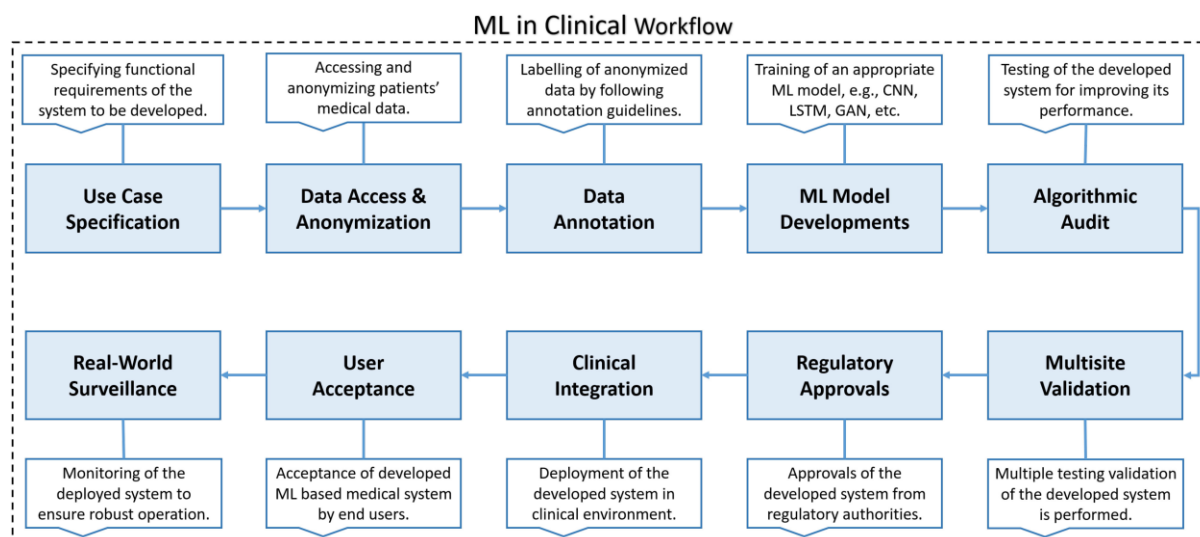 ML in Clinical Workflow
Specifying functional
requirements of the
system to be developed.
Accessing and
anonymizing patients’
medical data.
Labelling of anonymized
data by following
annotation guidelines.
Training of an appropriate
ML model, e.g., CNN,
LSTM, GAN, etc.
Testing of the developed
system for improving its
performance.
Use Case
Specification
Data Access &
Anonymization
Data
Annotation
ML Model
Developments
Algorithmic
Audit
Real-World
Surveillance
User
Acceptance
Clinical
Integration
Regulatory
Approvals
Multisite
Validation
Monitoring of the
deployed system to
ensure robust operation.
Acceptance of developed
ML based medical system
by end users.
Deployment of the
developed system in
clinical environment.
Approvals of the
developed system from
regulatory authorities.
Multiple testing validation
of the developed system
is performed.